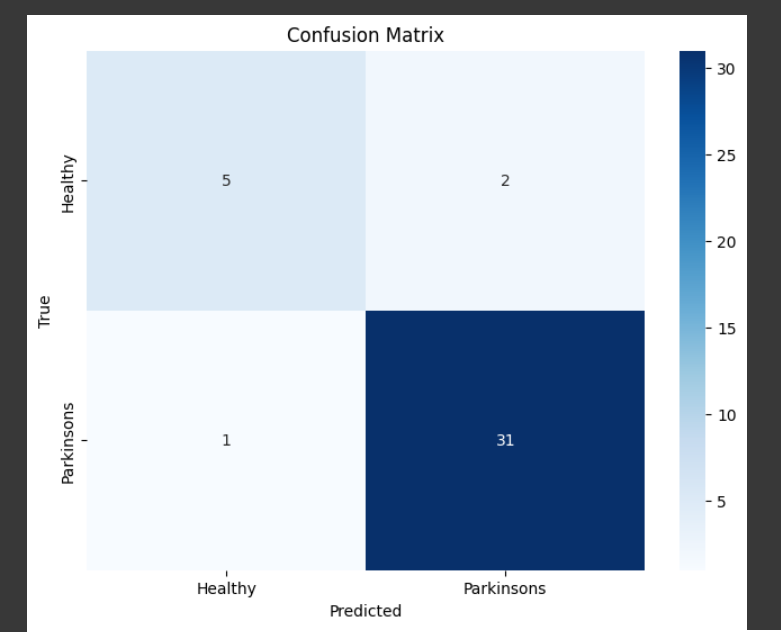 Confusion Matrix
True
Healthy
5
2
Parkinsons
1
31
Healthy
Parkinsons
Predicted
30
25
20
15
10
5